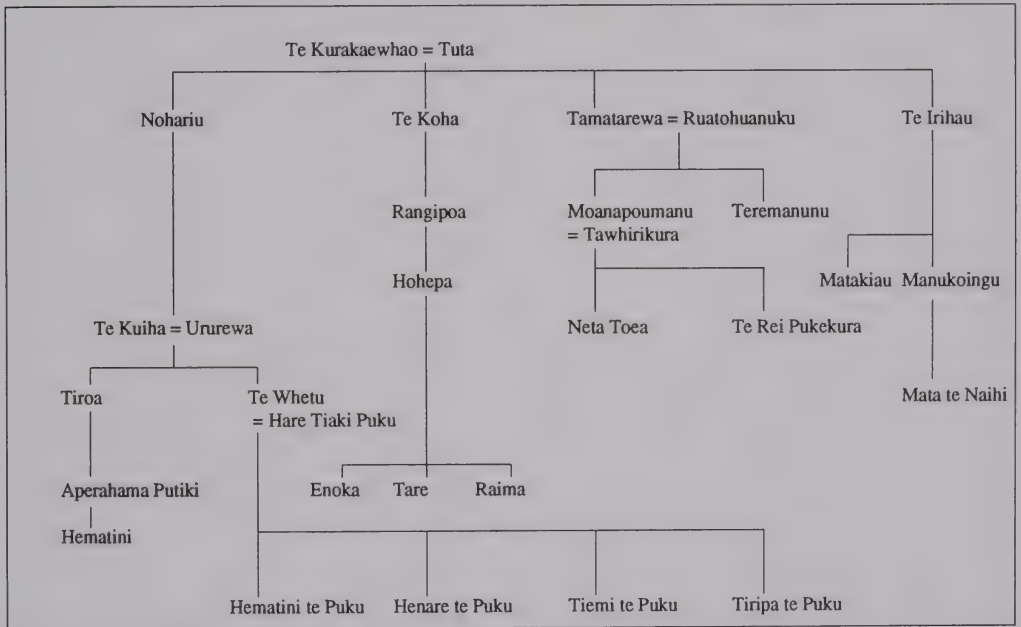 Te Kurakaewhao = Tuta
Nohariu
Te Koha
Tamatarewa = Ruatohuanuku
Te Irihau
Rangipoa
Moanapoumanu
= Tawhirikura
Teremanunu
Hohepa
Matakiau
Manukoingu
Te Kuiha = Ururewa
Neta Toea
Te Rei Pukekura
Tiroa
Te Whetu
= Hare Tiaki Puku
Mata te Naihi
Aperahama Putiki
Enoka
Tare
Raima
Hematini
Hematini te Puku
Henare te Puku
Tiemi te Puku
Tiripa te Puku